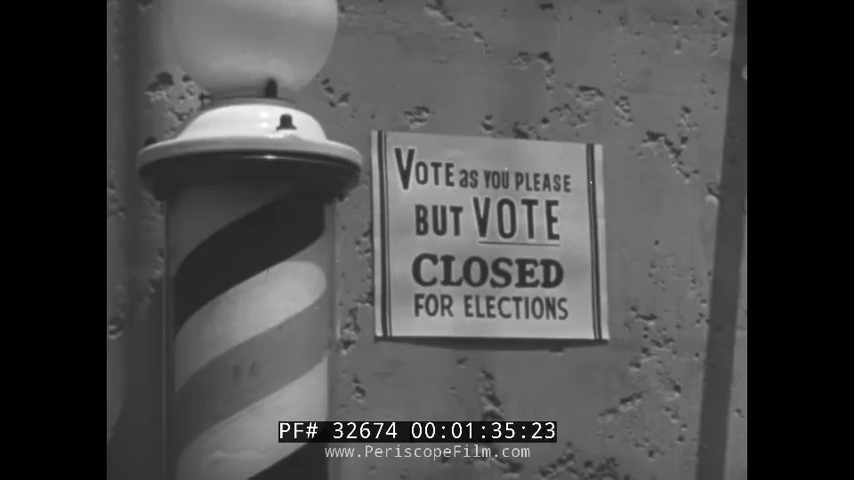 VOTE as YOU PLEASE
BUT VOTE
CLOSED
FOR ELECTIONS
PF# 32674 00:01:35:23
www.PeriscopeFilm.com